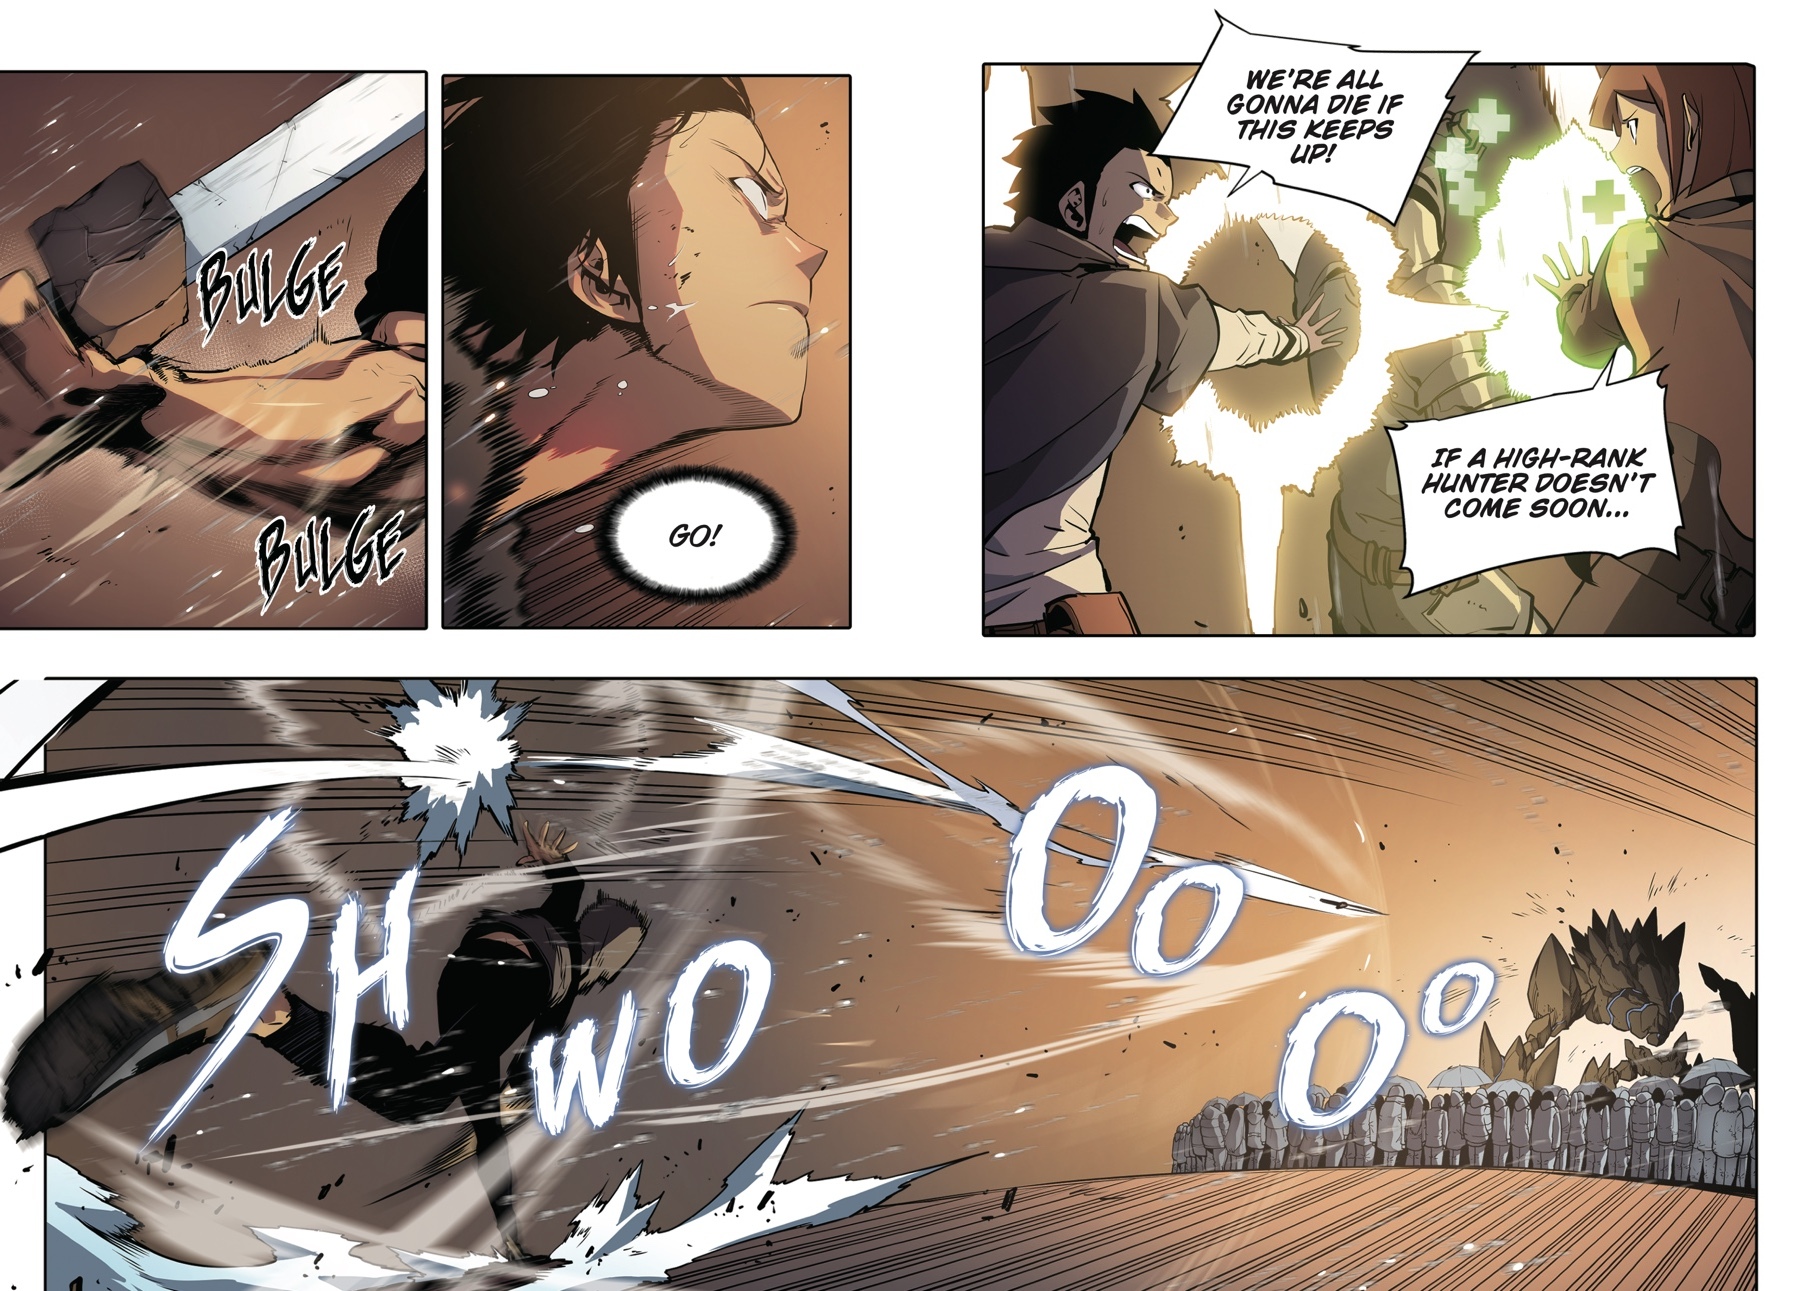 BULGE
BULGE
GO!
WE'RE ALL
GONNA DIE IF
THIS KEEPS
UP!
IF A HIGH-RANK
HUNTER DOESN'T
COME SOON...
SHWOOOOO